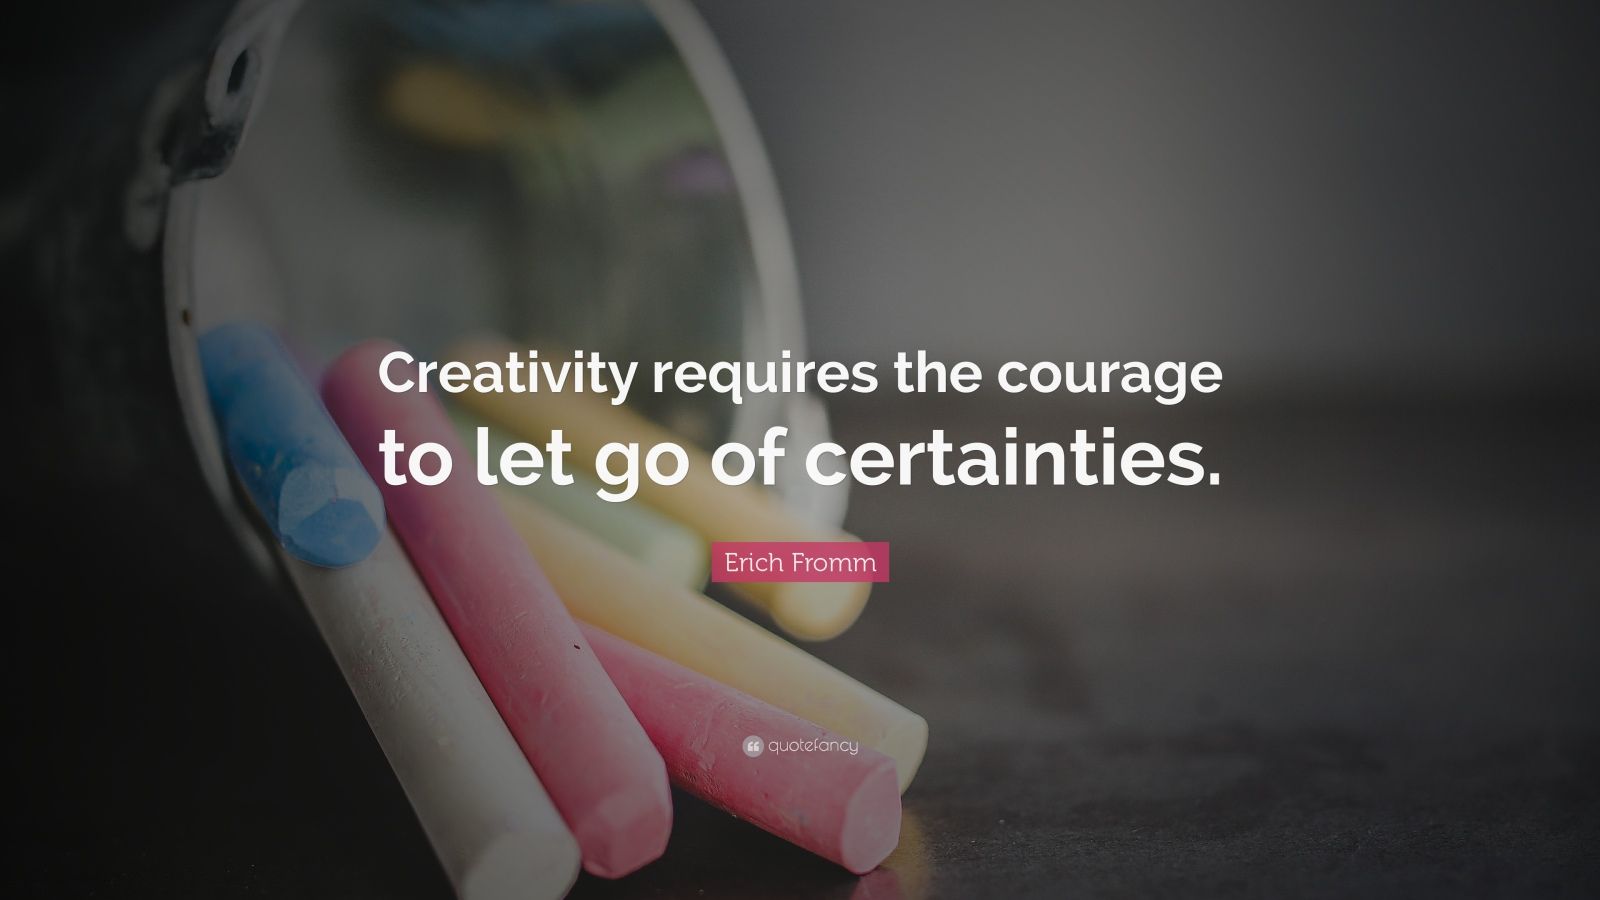 Creativity requires the courage
to let go of certainties.
Erich Fromm
quotefancy